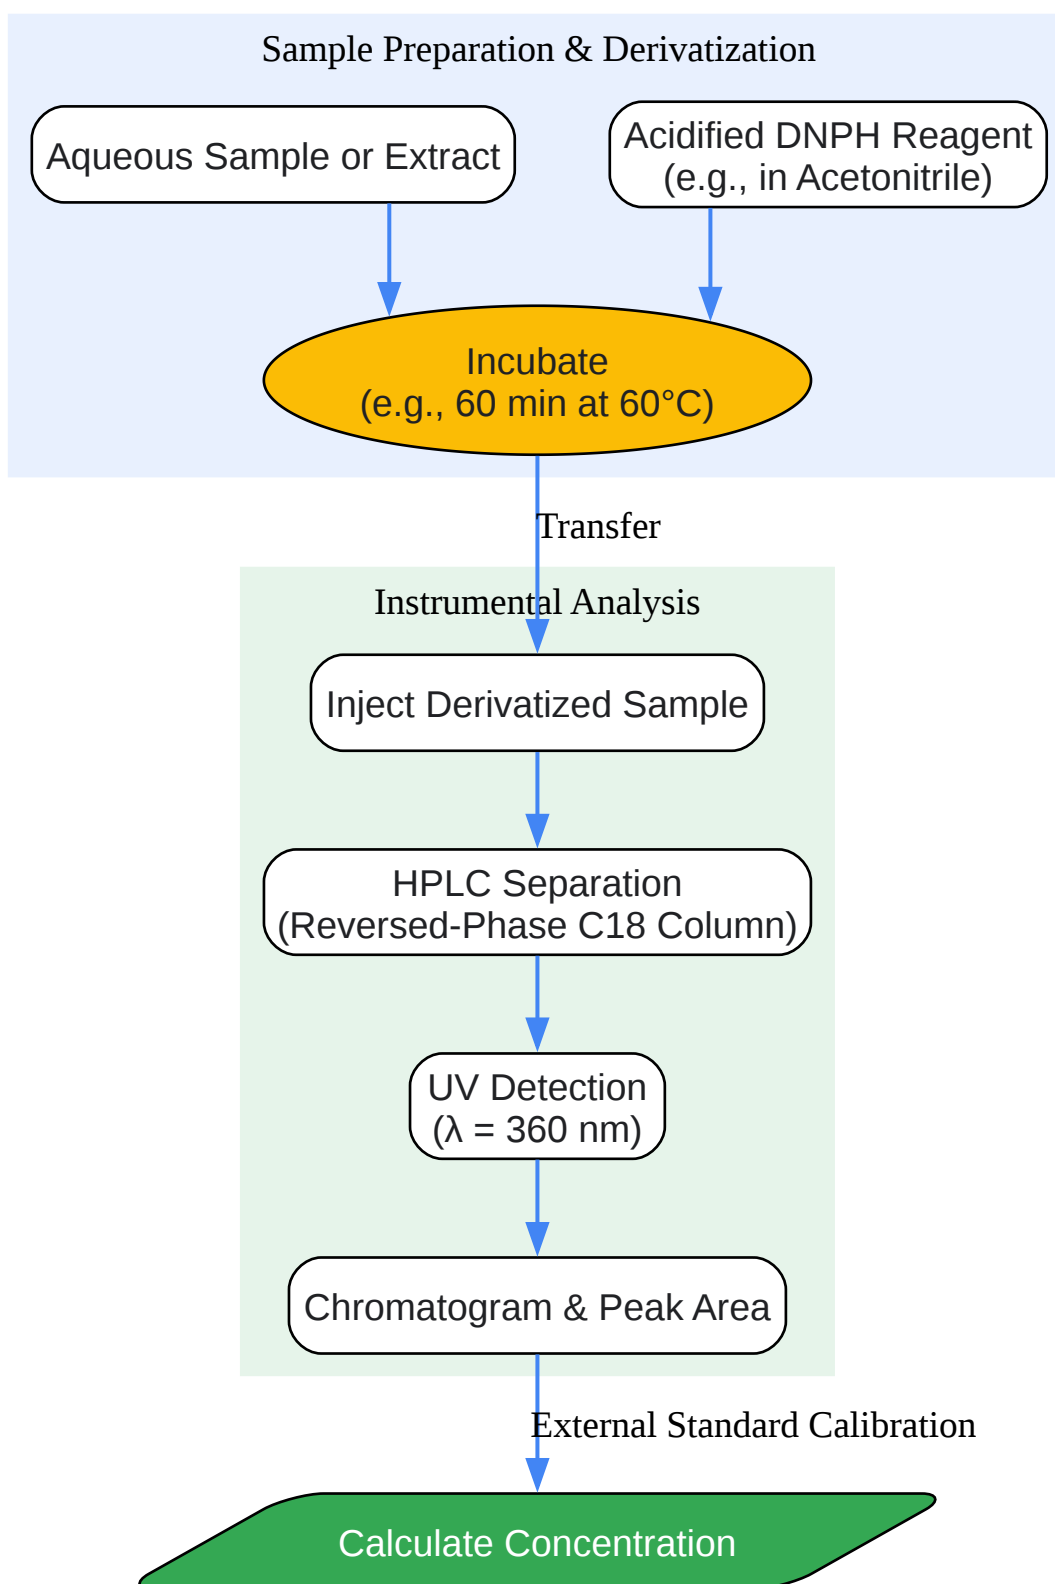 Sample Preparation & Derivatization
Aqueous Sample or Extract
Acidified DNPH Reagent
(e.g., in Acetonitrile)
Incubate
(e.g., 60 min at 60°C)
Transfer
Instrumental Analysis
Inject Derivatized Sample
HPLC Separation
(Reversed-Phase C18 Column)
UV Detection
(λ = 360 nm)
Chromatogram & Peak Area
External Standard Calibration
Calculate Concentration